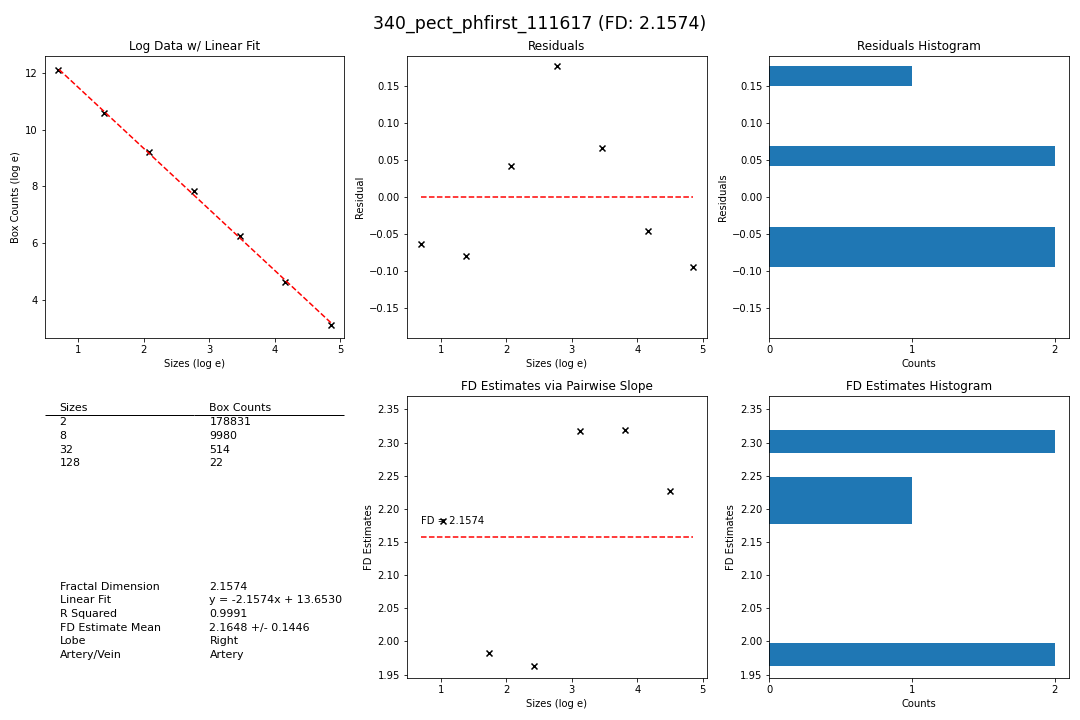 340_pect_phfirst_111617 (FD: 2.1574)
Log Data w/ Linear Fit
Box Counts (log e)
12
10
8
6
4
1 2 3 4 5
Sizes (log e)
Residuals
Residual
0.15
0.10
0.05
0.00
−0.05
−0.10
−0.15
1 2 3 4 5
Sizes (log e)
Residuals Histogram
Residuals
0.15
0.10
0.05
0.00
−0.05
−0.10
−0.15
0 1 2
Counts
Sizes Box Counts
2 178831
8 9980
32 514
128 22
Fractal Dimension 2.1574
Linear Fit y = -2.1574x + 13.6530
R Squared 0.9991
FD Estimate Mean 2.1648 +/- 0.1446
Lobe Right
Artery/Vein Artery
FD Estimates via Pairwise Slope
FD Estimates
2.35
2.30
2.25
2.20
2.15
2.10
2.05
2.00
1.95
FD = 2.1574
1 2 3 4 5
Sizes (log e)
FD Estimates Histogram
FD Estimates
2.35
2.30
2.25
2.20
2.15
2.10
2.05
2.00
1.95
0 1 2
Counts